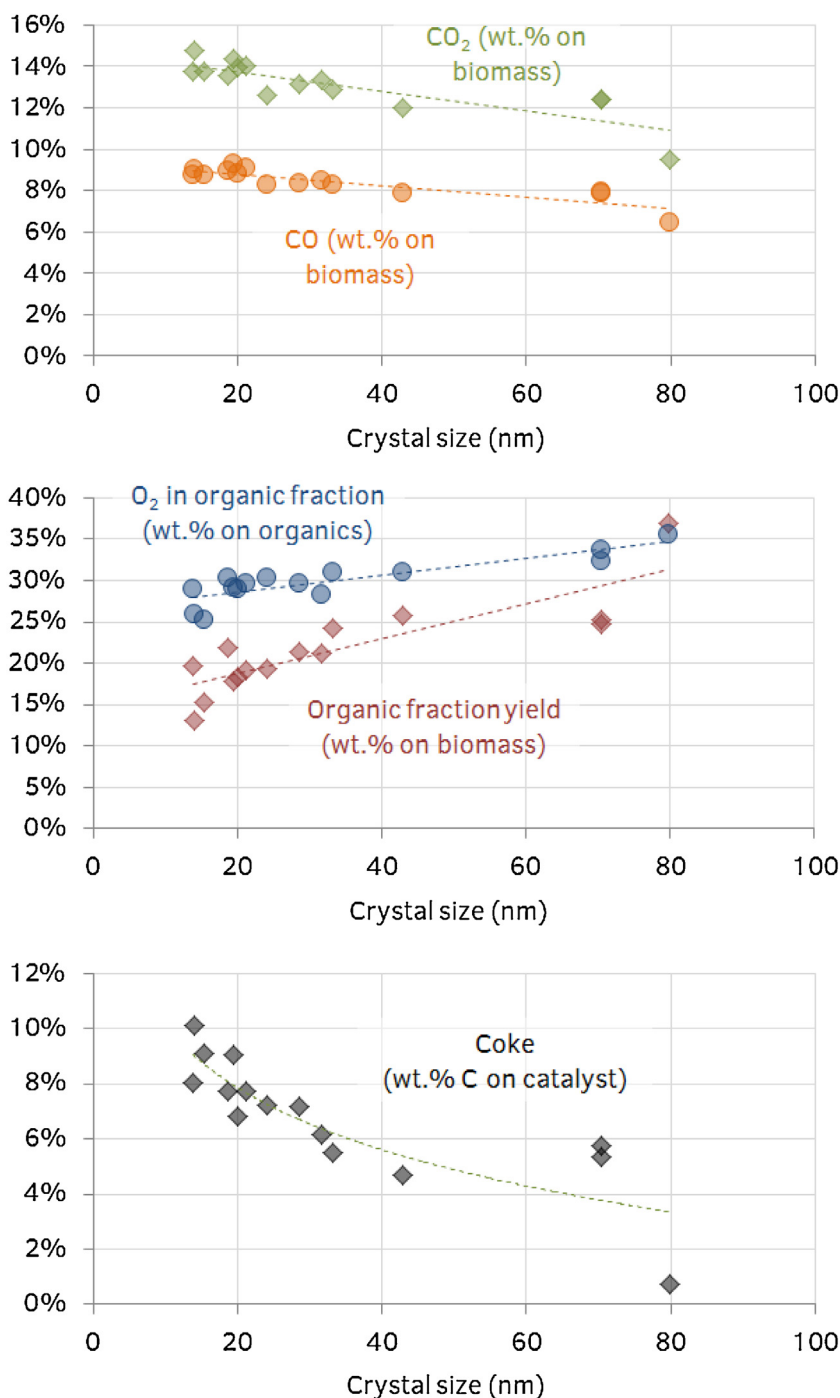 16%
14%
12%
10%
8%
6%
4%
2%
0%
CO₂ (wt.% on
biomass)
CO (wt.% on
biomass)
0 20 40 60 80 100
Crystal size (nm)
40%
35%
30%
25%
20%
15%
10%
5%
0%
O₂ in organic fraction
(wt.% on organics)
Organic fraction yield
(wt.% on biomass)
0 20 40 60 80 100
Crystal size (nm)
12%
10%
8%
6%
4%
2%
0%
Coke
(wt.% C on catalyst)
0 20 40 60 80 100
Crystal size (nm)